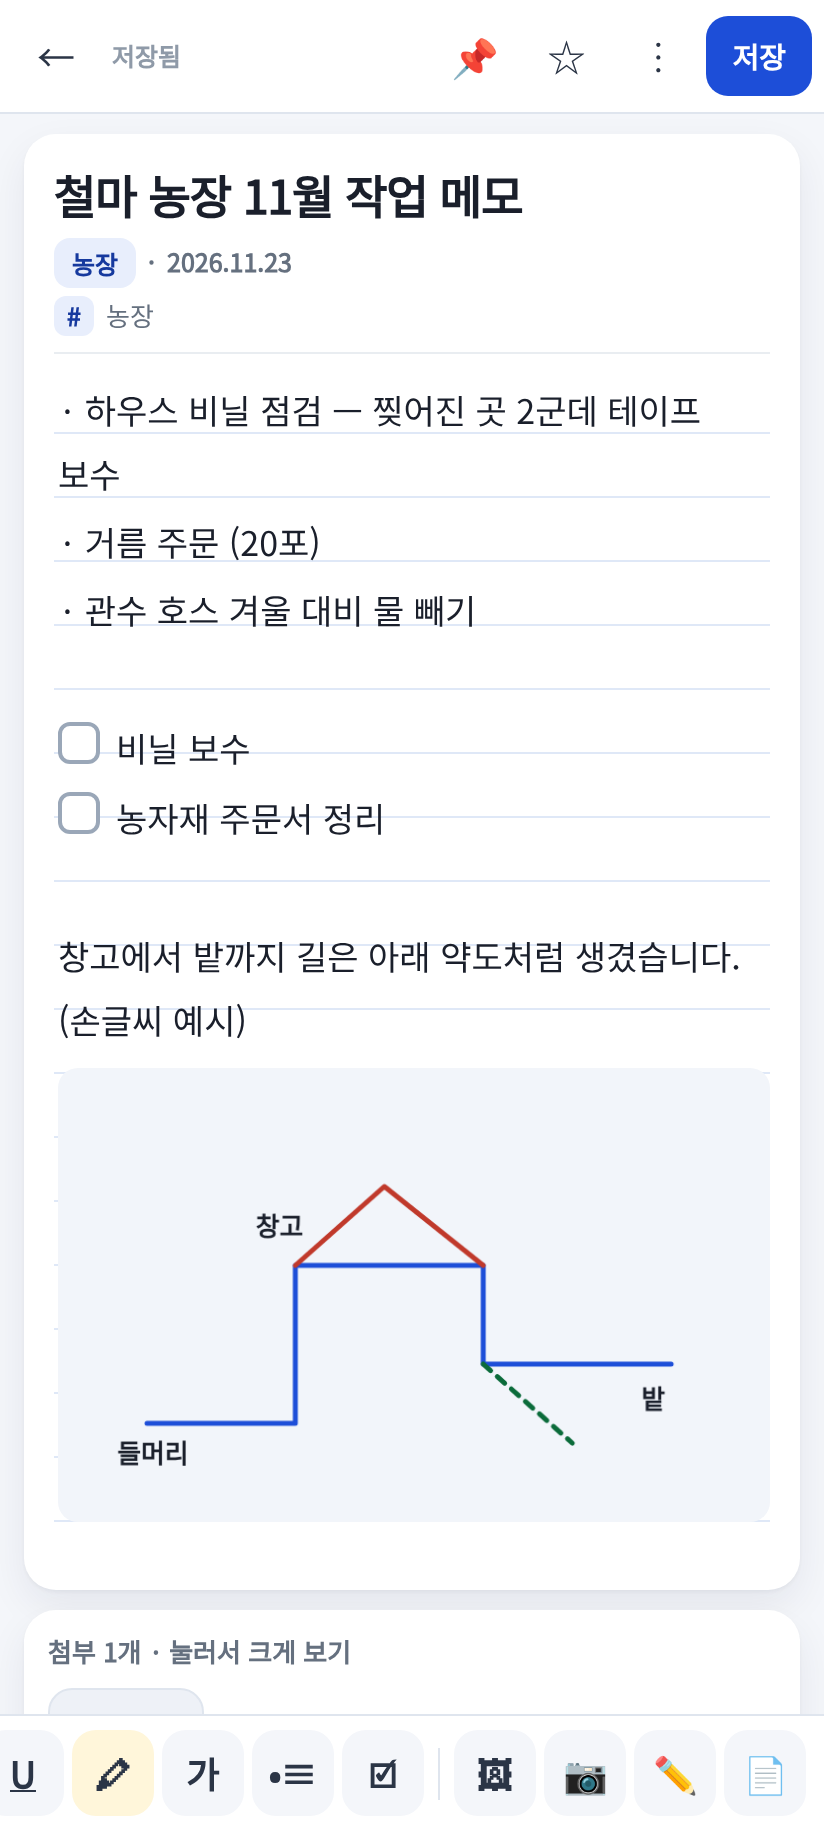 저장됨
저장
철마 농장 11월 작업 메모
농장 · 2026.11.23
# 농장
· 하우스 비닐 점검 — 찢어진 곳 2군데 테이프
보수
· 거름 주문 (20포)
· 관수 호스 겨울 대비 물 빼기
비닐 보수
농자재 주문서 정리
창고에서 밭까지 길은 아래 약도처럼 생겼습니다.
(손글씨 예시)
창고
밭
들머리
첨부 1개 · 눌러서 크게 보기
U 가